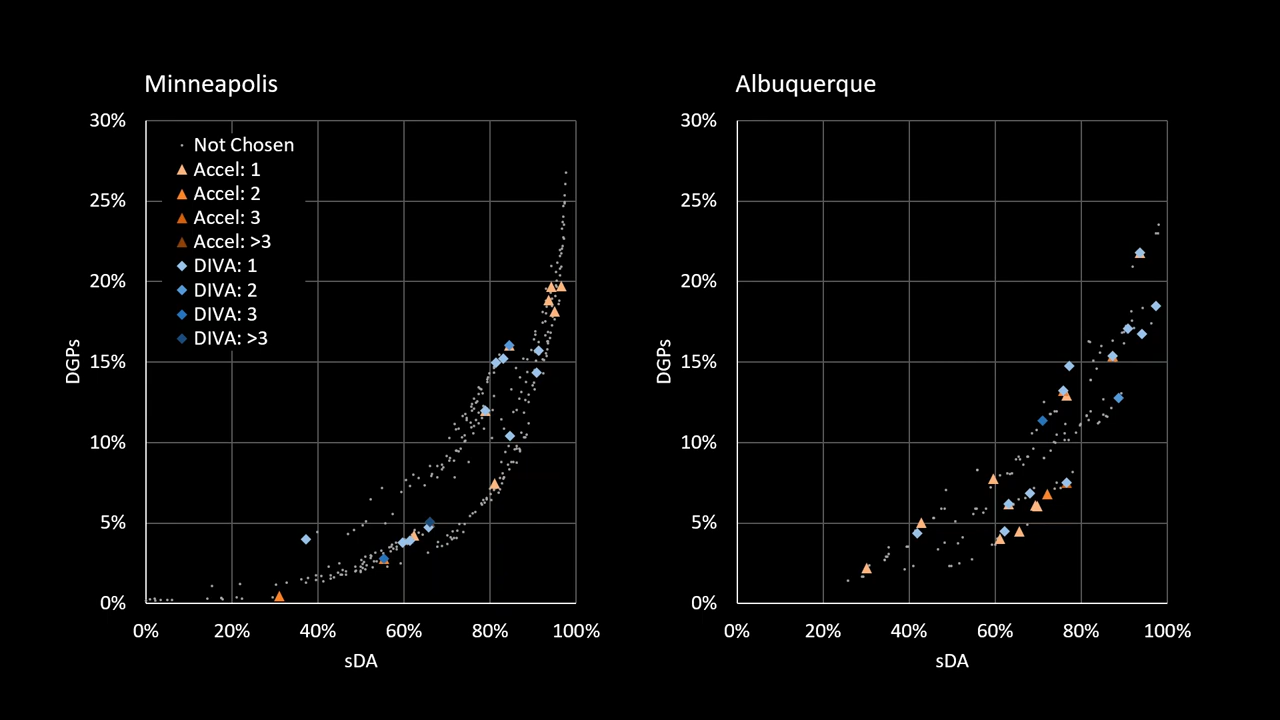 Minneapolis
30%
25%
20%
15%
10%
5%
0%
DGPs
Not Chosen
Accel: 1
Accel: 2
Accel: 3
Accel: >3
DIVA: 1
DIVA: 2
DIVA: 3
DIVA: >3
0% 20% 40% 60% 80% 100%
sDA
Albuquerque
30%
25%
20%
15%
10%
5%
0%
DGPs
0% 20% 40% 60% 80% 100%
sDA